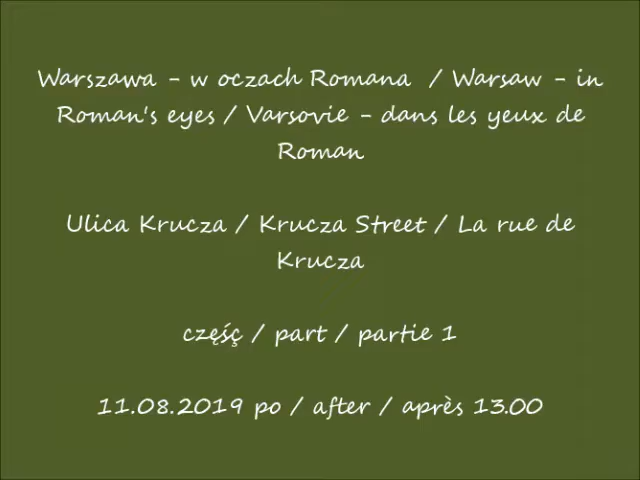 Warszawa - w oczach Romana / Warsaw - in
Roman's eyes / Varsovie - dans les yeux de
Roman
Ulica Krucza / Krucza Street / La rue de
Krucza
częśç / part / partie 1
11.08.2019 po / after / après 13.00